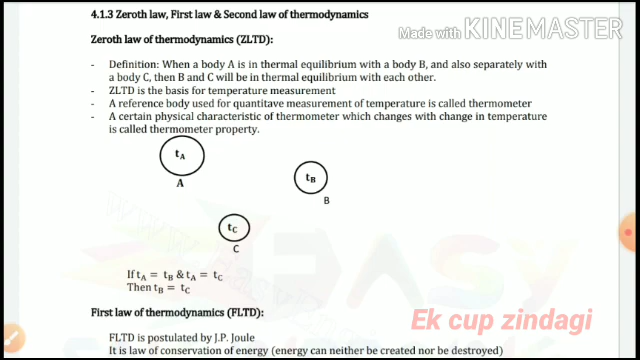 4.1.3 Zeroth law, First law & Second law of thermodynamics
Made with KINEMASTER
Zeroth law of thermodynamics (ZLTD)
- Definition: When a body A is in thermal equilibrium with a body B, and also separately with
a body C, then B and C will be in thermal equilibrium with each other.
- ZLTD is the basis for temperature measurement
- A reference body used for quantitave measurement of temperature is called thermometer
- A certain physical characteristic of thermometer which changes with change in temperature
is called thermometer property.
tA
A
tB
B
tC
C
If tA = tB & tA = tC
Then tB = tC
First law of thermodynamics (FLTD):
Ek cup zindagi
FLTD is postulated by J.P. Joule
It is law of conservation of energy (energy can neither be created nor be destroyed)